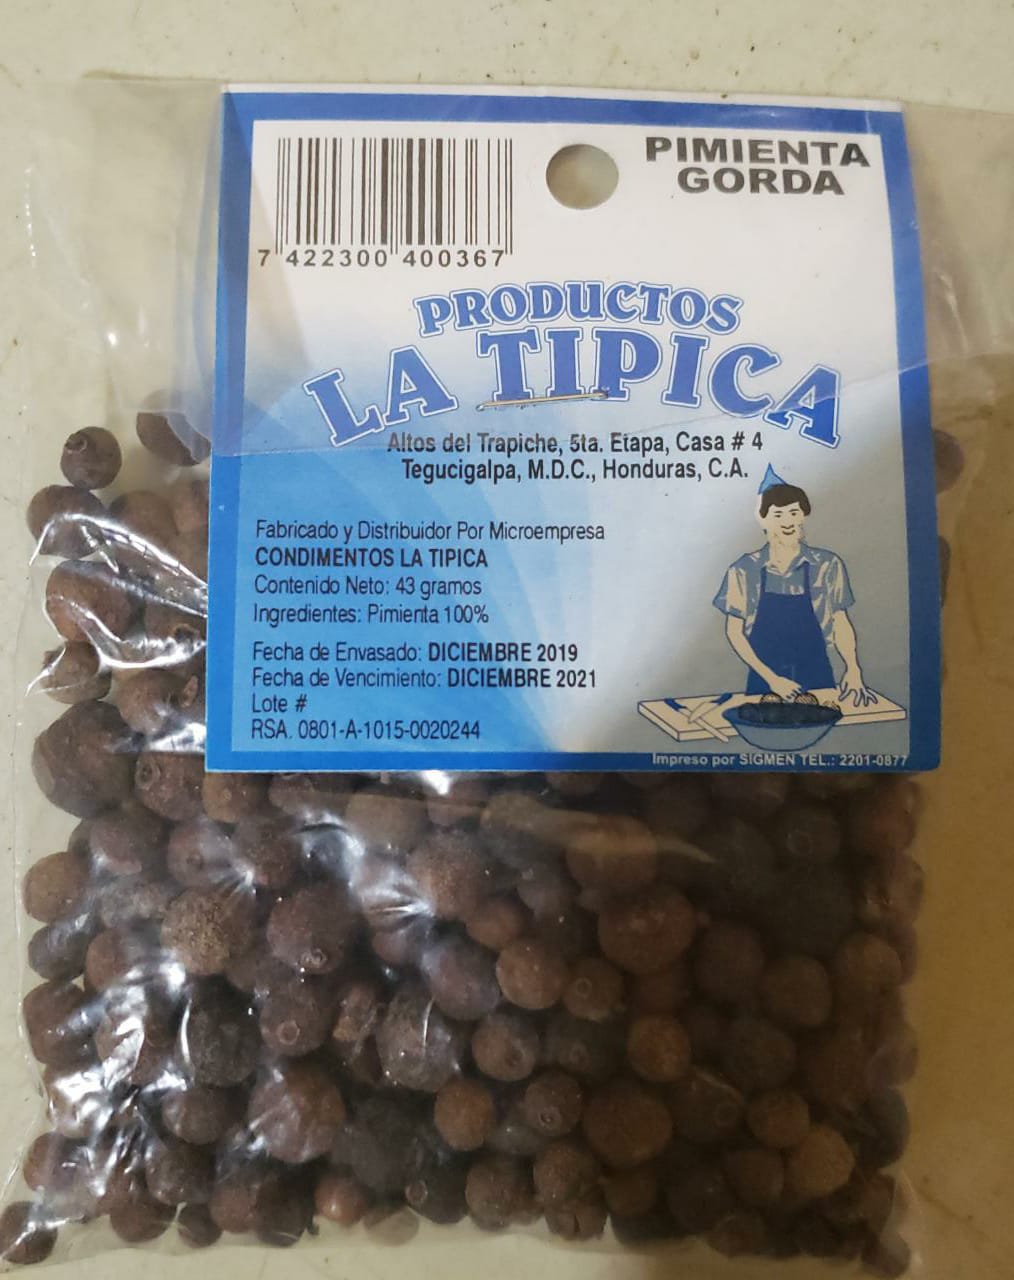 PIMIENTA
GORDA
7 422300 400367
PRODUCTOS
LA TIPICA
Altos del Trapiche, 5ta. Etapa, Casa # 4
Tegucigalpa, M.D.C., Honduras, C.A.
Fabricado y Distribuidor Por Microempresa
CONDIMENTOS LA TIPICA
Contenido Neto: 43 gramos
Ingredientes: Pimienta 100%
Fecha de Envasado: DICIEMBRE 2019
Fecha de Vencimiento: DICIEMBRE 2021
Lote #
RSA. 0801-A-1015-0020244
Impreso por SIGMEN TEL.: 2201-0877